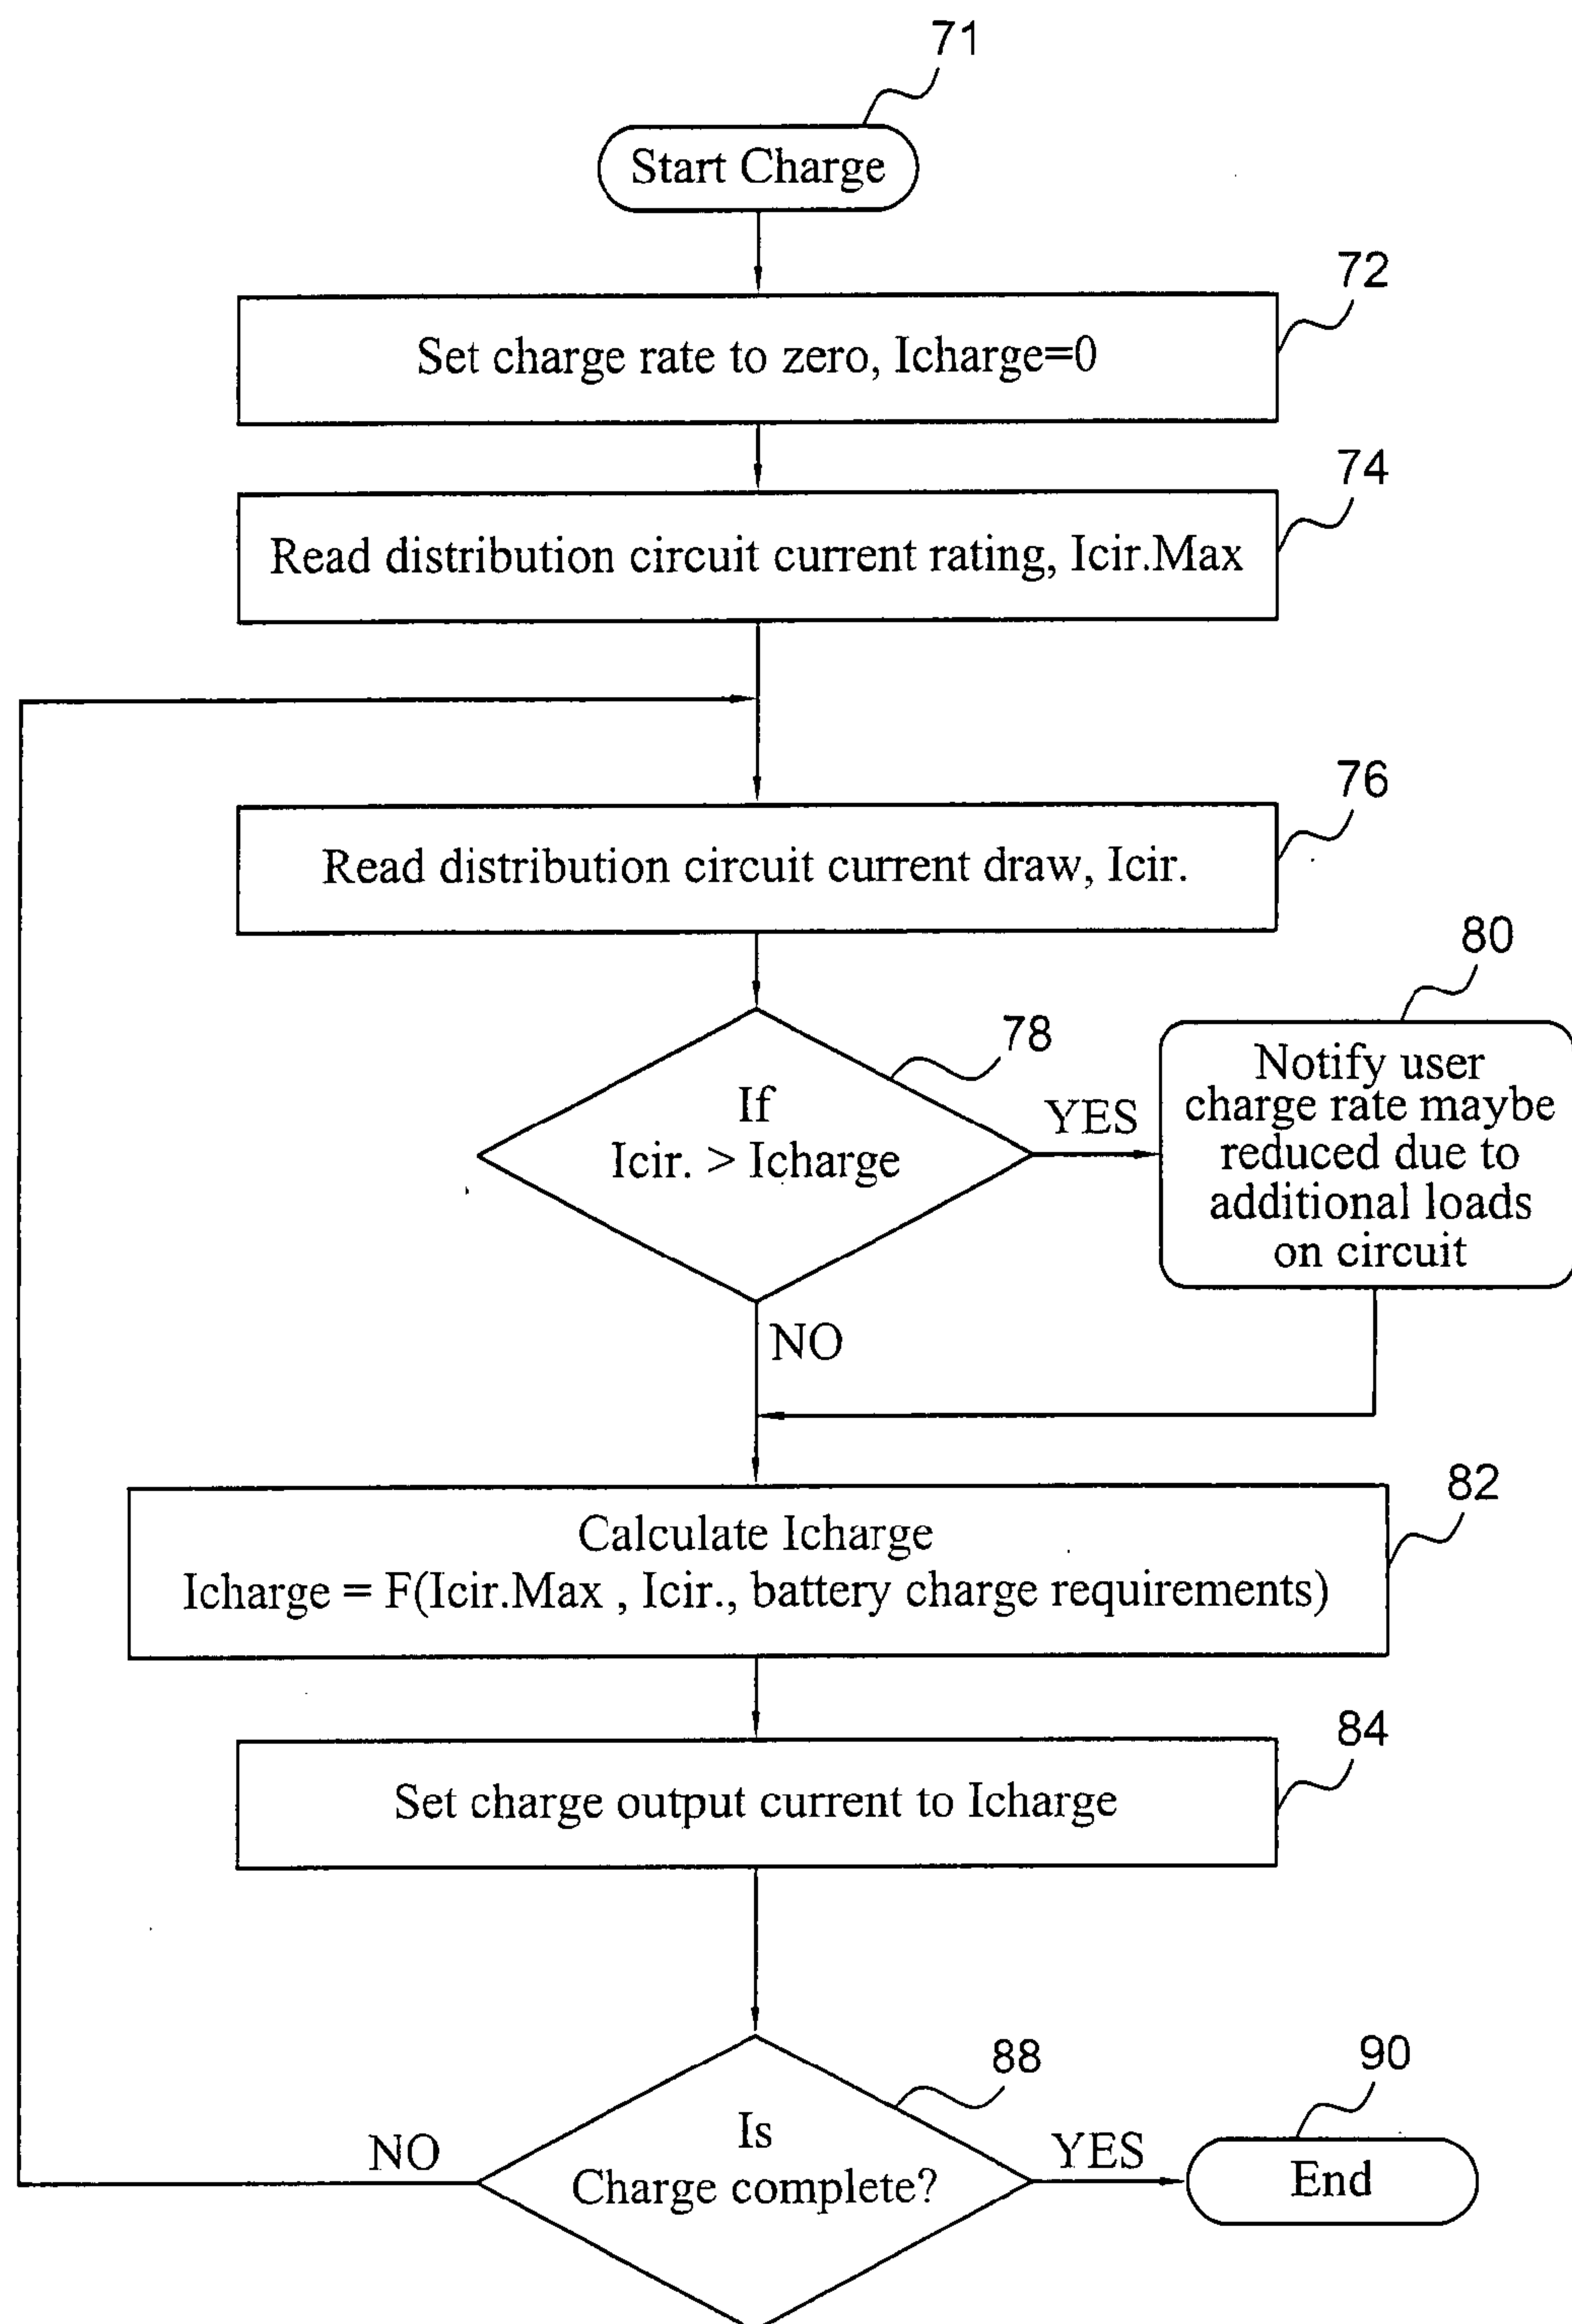 71
Start Charge
72
Set charge rate to zero, Icharge=0
74
Read distribution circuit current rating, Icir.Max
76
Read distribution circuit current draw, Icir.
80
78
If
Icir. > Icharge
YES
Notify user
charge rate maybe
reduced due to
additional loads
on circuit
NO
82
Calculate Icharge
Icharge = F(Icir.Max , Icir., battery charge requirements)
84
Set charge output current to Icharge
88
90
Is
Charge complete?
NO
YES
End